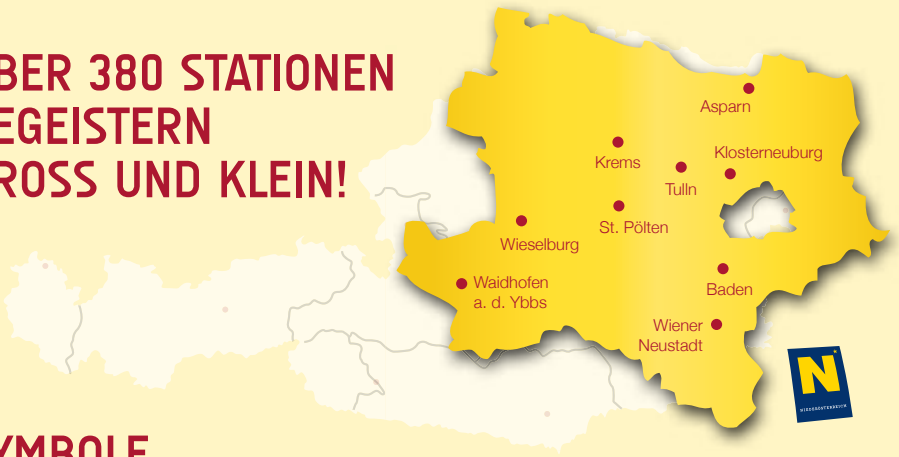 BER 380 STATIONEN
EGEISTERN
ROSS UND KLEIN!
Asparn
Krems
Klosterneuburg
Tulln
St. Pölten
Wieselburg
Waidhofen
a. d. Ybbs
Baden
Wiener
Neustadt
N
NIEDERÖSTERREICH
YMBOLE